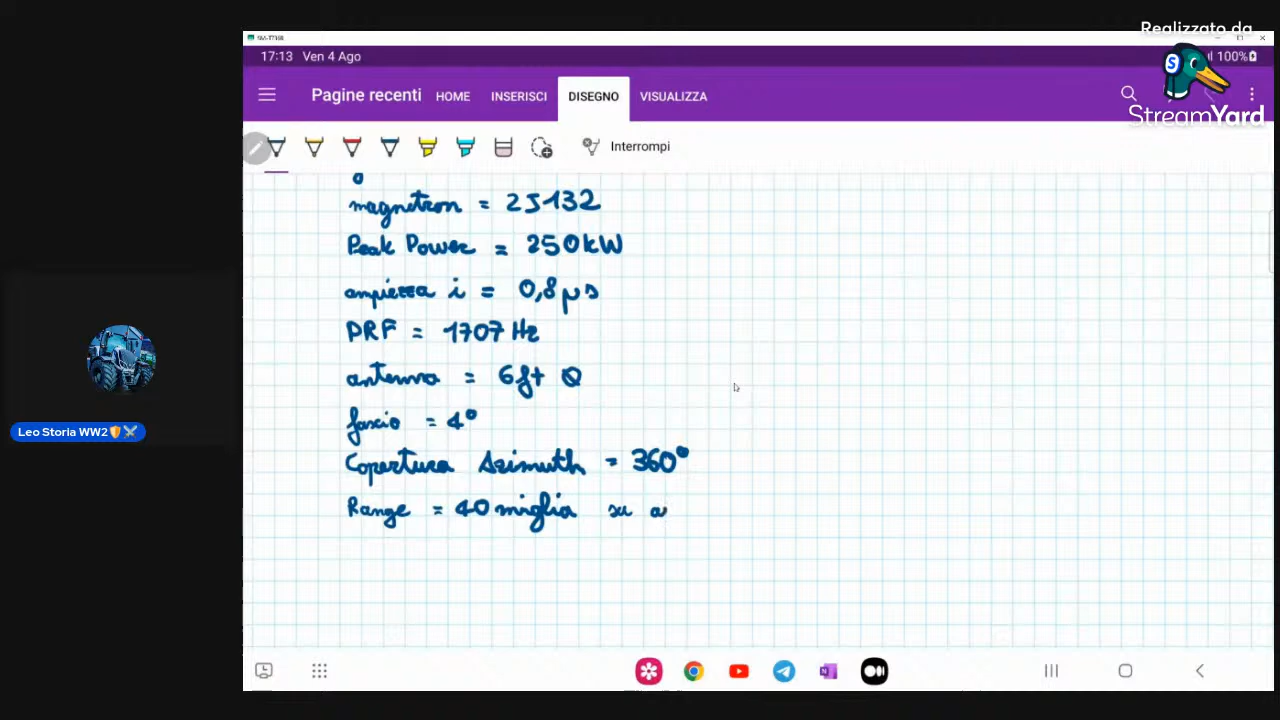 Realizzato da
17:13 Ven 4 Ago
100%
StreamYard
Pagine recenti HOME INSERISCI DISEGNO VISUALIZZA
Interrompi
magnetron = 25132
Peak Power = 250kW
ampiezza i = 0,8 μs
PRF = 1707 Hz
antenna = 6ft
fascio = 4°
Copertura Azimuth = 360°
Range = 40 miglia su a
Leo Storia WW2